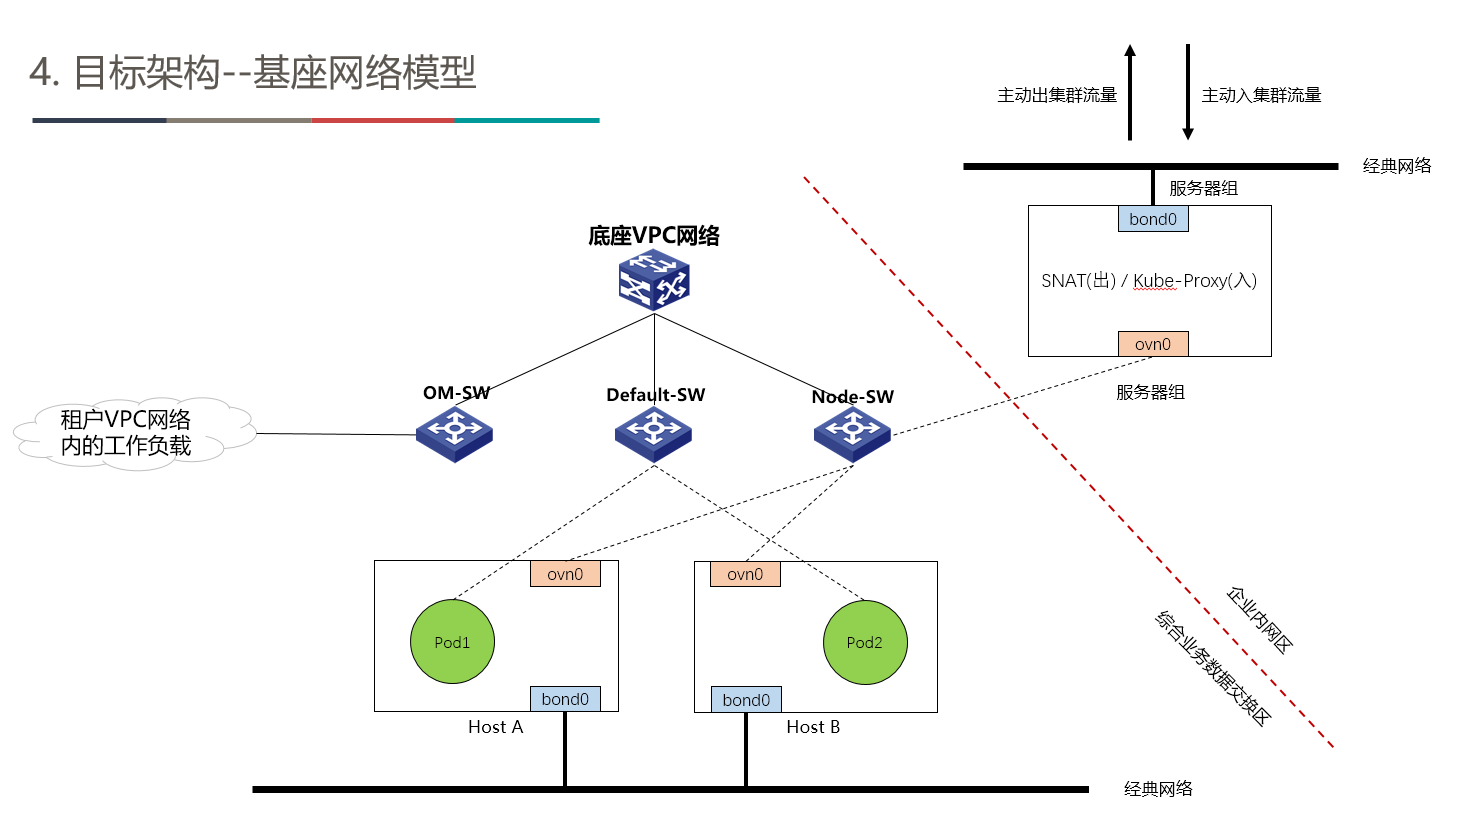 4. 目标架构--基座网络模型
主动出集群流量
主动入集群流量
经典网络
服务器组
bond0
SNAT(出) / Kube-Proxy(入)
ovn0
服务器组
底座VPC网络
OM-SW
Default-SW
Node-SW
租户VPC网络
内的工作负载
ovn0
ovn0
Pod1
Pod2
bond0
bond0
Host A
Host B
企业内网区
综合业务数据交换区
经典网络